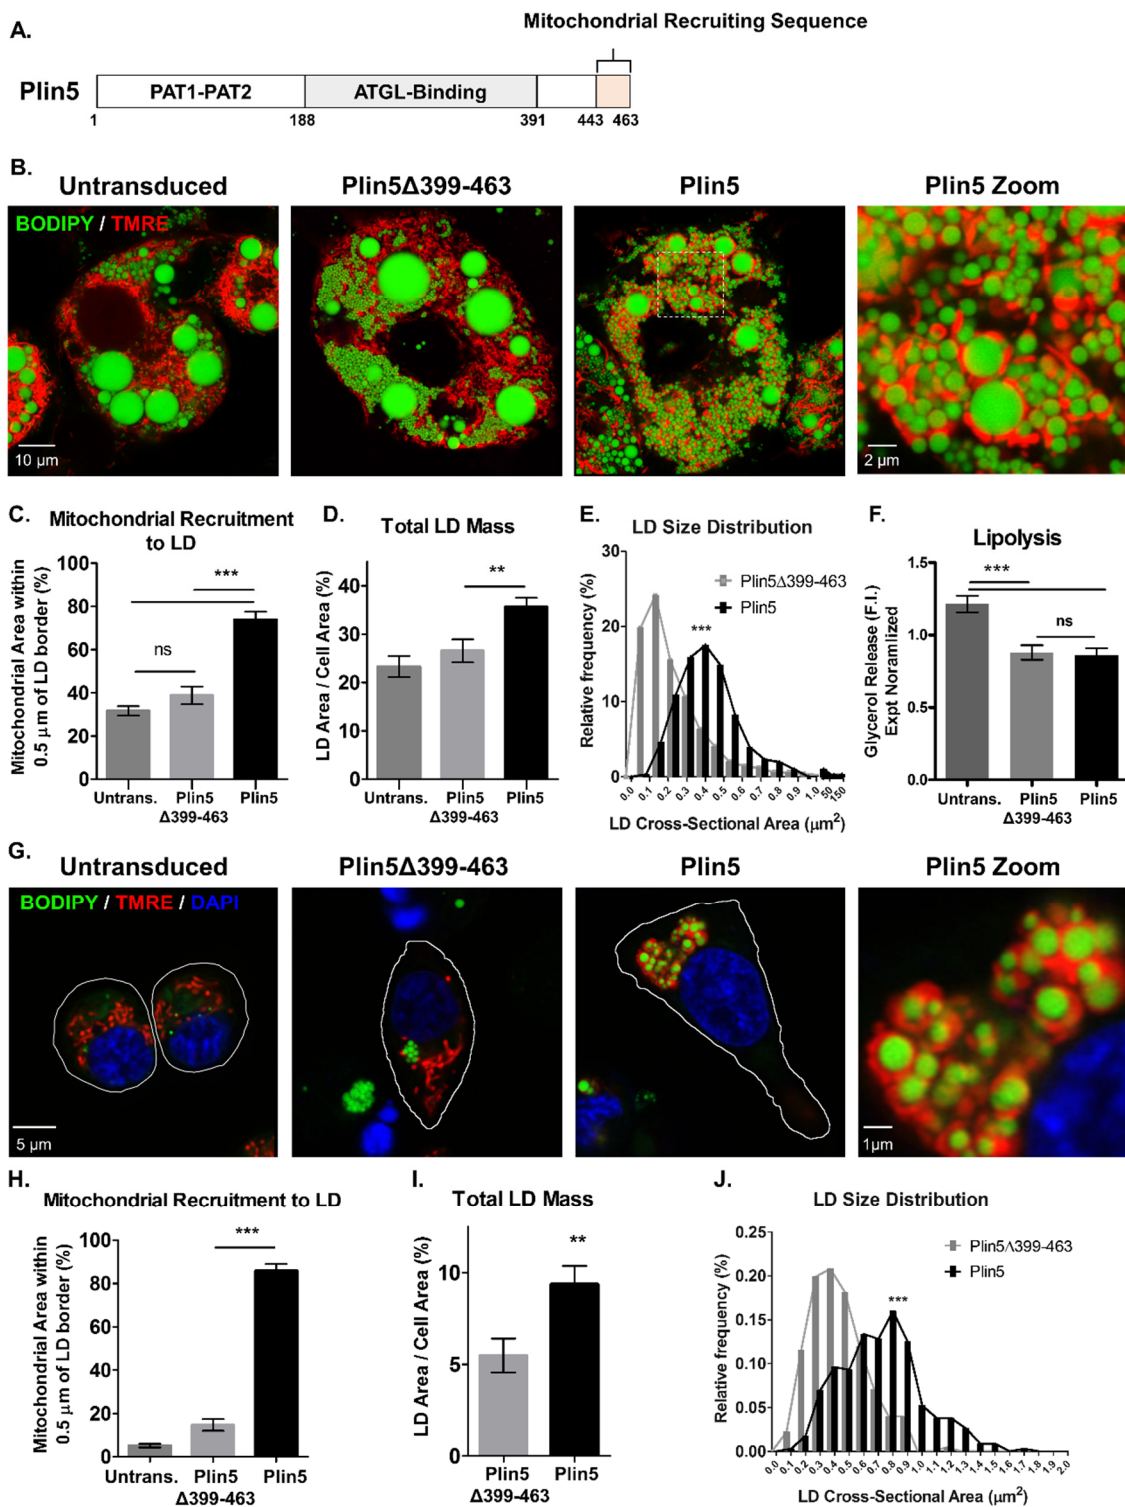 A.
Mitochondrial Recruiting Sequence
Plin5
PAT1-PAT2
ATGL-Binding
1
188
391
443
463
B.
Untransduced
Plin5Δ399-463
Plin5
Plin5 Zoom
BODIPY / TMRE
10 µm
2 µm
C.
Mitochondrial Recruitment
to LD
Mitochondrial Area within
0.5 µm of LD border (%)
100
80
60
40
20
0
ns
***
Untrans.
Plin5
Δ399-463
Plin5
D.
Total LD Mass
LD Area / Cell Area (%)
40
30
20
10
0
**
Untrans.
Plin5
Δ399-463
Plin5
E.
LD Size Distribution
Relative frequency (%)
30
20
10
0
Plin5Δ399-463
Plin5
***
0.0 0.1 0.2 0.3 0.4 0.5 0.6 0.7 0.8 0.9 1.0 50 150
LD Cross-Sectional Area (µm²)
F.
Lipolysis
Glycerol Release (F.I.)
Expt Noramlized
1.5
1.0
0.5
0.0
***
ns
Untrans.
Plin5
Δ399-463
Plin5
G.
Untransduced
Plin5Δ399-463
Plin5
Plin5 Zoom
BODIPY / TMRE / DAPI
5 µm
1µm
H.
Mitochondrial Recruitment to LD
Mitochondrial Area within
0.5 µm of LD border (%)
100
80
60
40
20
0
***
Untrans.
Plin5
Δ399-463
Plin5
I.
Total LD Mass
LD Area / Cell Area (%)
10
5
0
**
Plin5
Δ399-463
Plin5
J.
LD Size Distribution
Relative frequency (%)
0.25
0.20
0.15
0.10
0.05
0.00
Plin5Δ399-463
Plin5
***
0.0 0.1 0.2 0.3 0.4 0.5 0.6 0.7 0.8 0.9 1.0 1.1 1.2 1.3 1.4 1.5 1.6 1.7 1.8 1.9 2.0
LD Cross-Sectional Area (µm²)